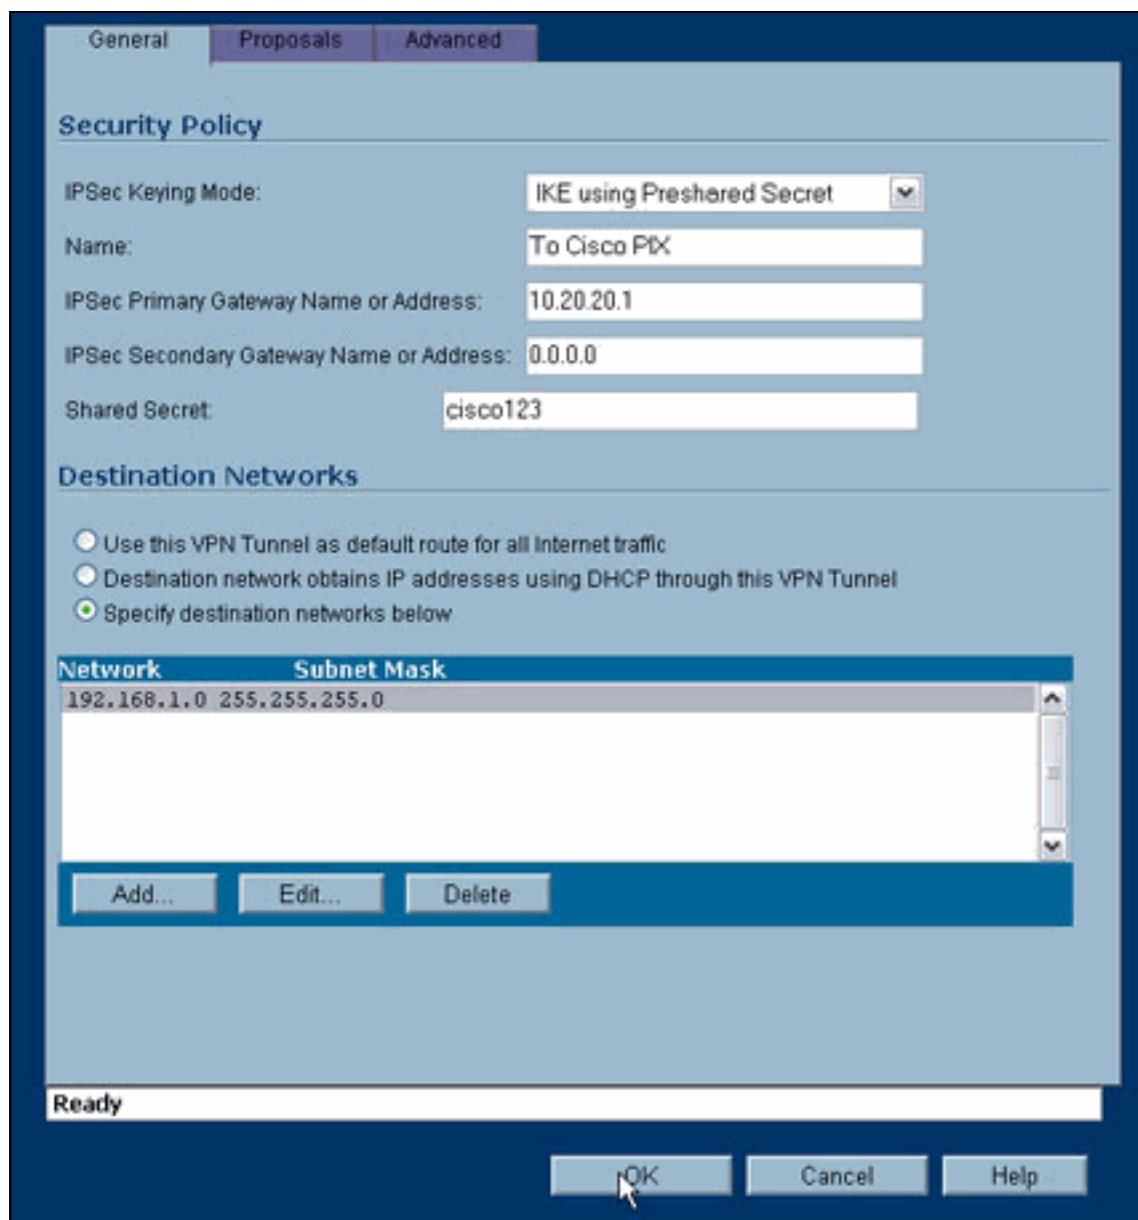 General Proposals Advanced
Security Policy
IPSec Keying Mode: IKE using Preshared Secret
Name: To Cisco PIX
IPSec Primary Gateway Name or Address: 10.20.20.1
IPSec Secondary Gateway Name or Address: 0.0.0.0
Shared Secret: cisco123
Destination Networks
Use this VPN Tunnel as default route for all Internet traffic
Destination network obtains IP addresses using DHCP through this VPN Tunnel
Specify destination networks below
Network Subnet Mask
192.168.1.0 255.255.255.0
Add... Edit... Delete
Ready
OK Cancel Help